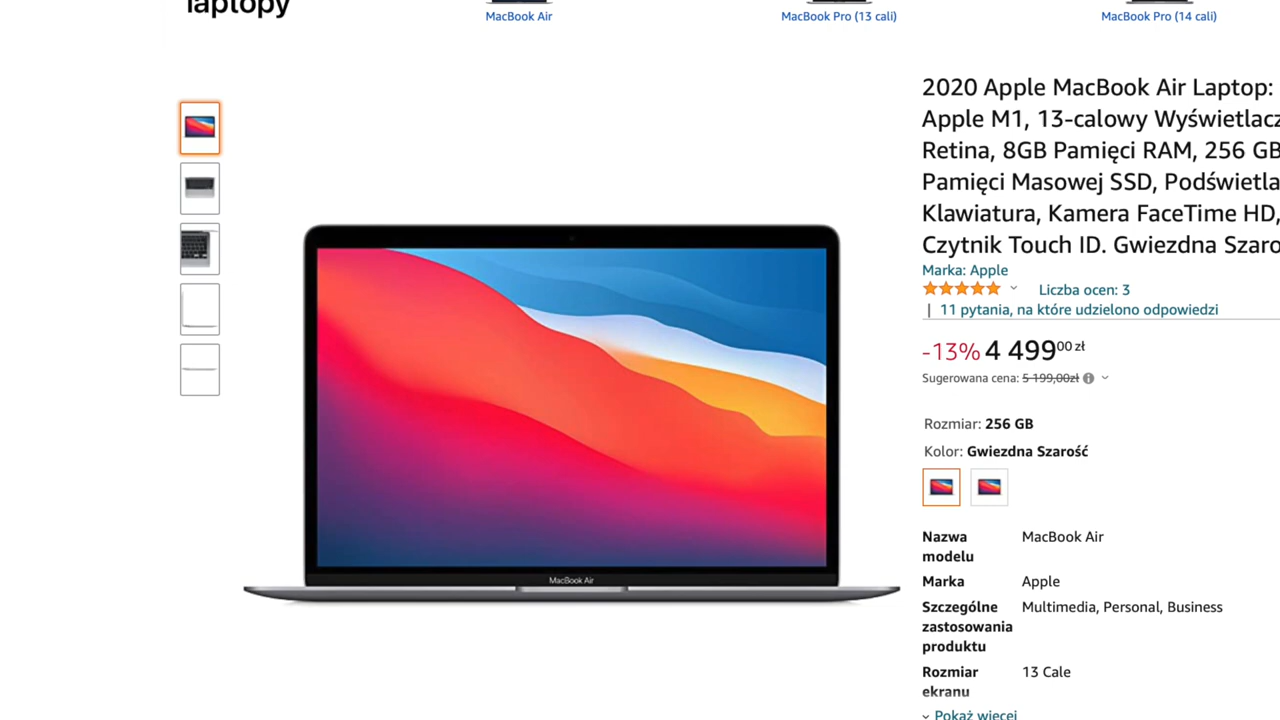 laptopy
MacBook Air
MacBook Pro (13 cali)
MacBook Pro (14 cali)
2020 Apple MacBook Air Laptop:
Apple M1, 13-calowy Wyświetlacz
Retina, 8GB Pamięci RAM, 256 GB
Pamięci Masowej SSD, Podświetla
Klawiatura, Kamera FaceTime HD,
Czytnik Touch ID. Gwiezdna Szaro
Marka: Apple
Liczba ocen: 3
| 11 pytania, na które udzielono odpowiedzi
-13% 4 499 00 zł
Sugerowana cena: 5 199,00zł
Rozmiar: 256 GB
Kolor: Gwiezdna Szarość
Nazwa modelu
MacBook Air
Marka
Apple
Szczególne zastosowania produktu
Multimedia, Personal, Business
Rozmiar ekranu
13 Cale
Pokaż więcej
MacBook Air